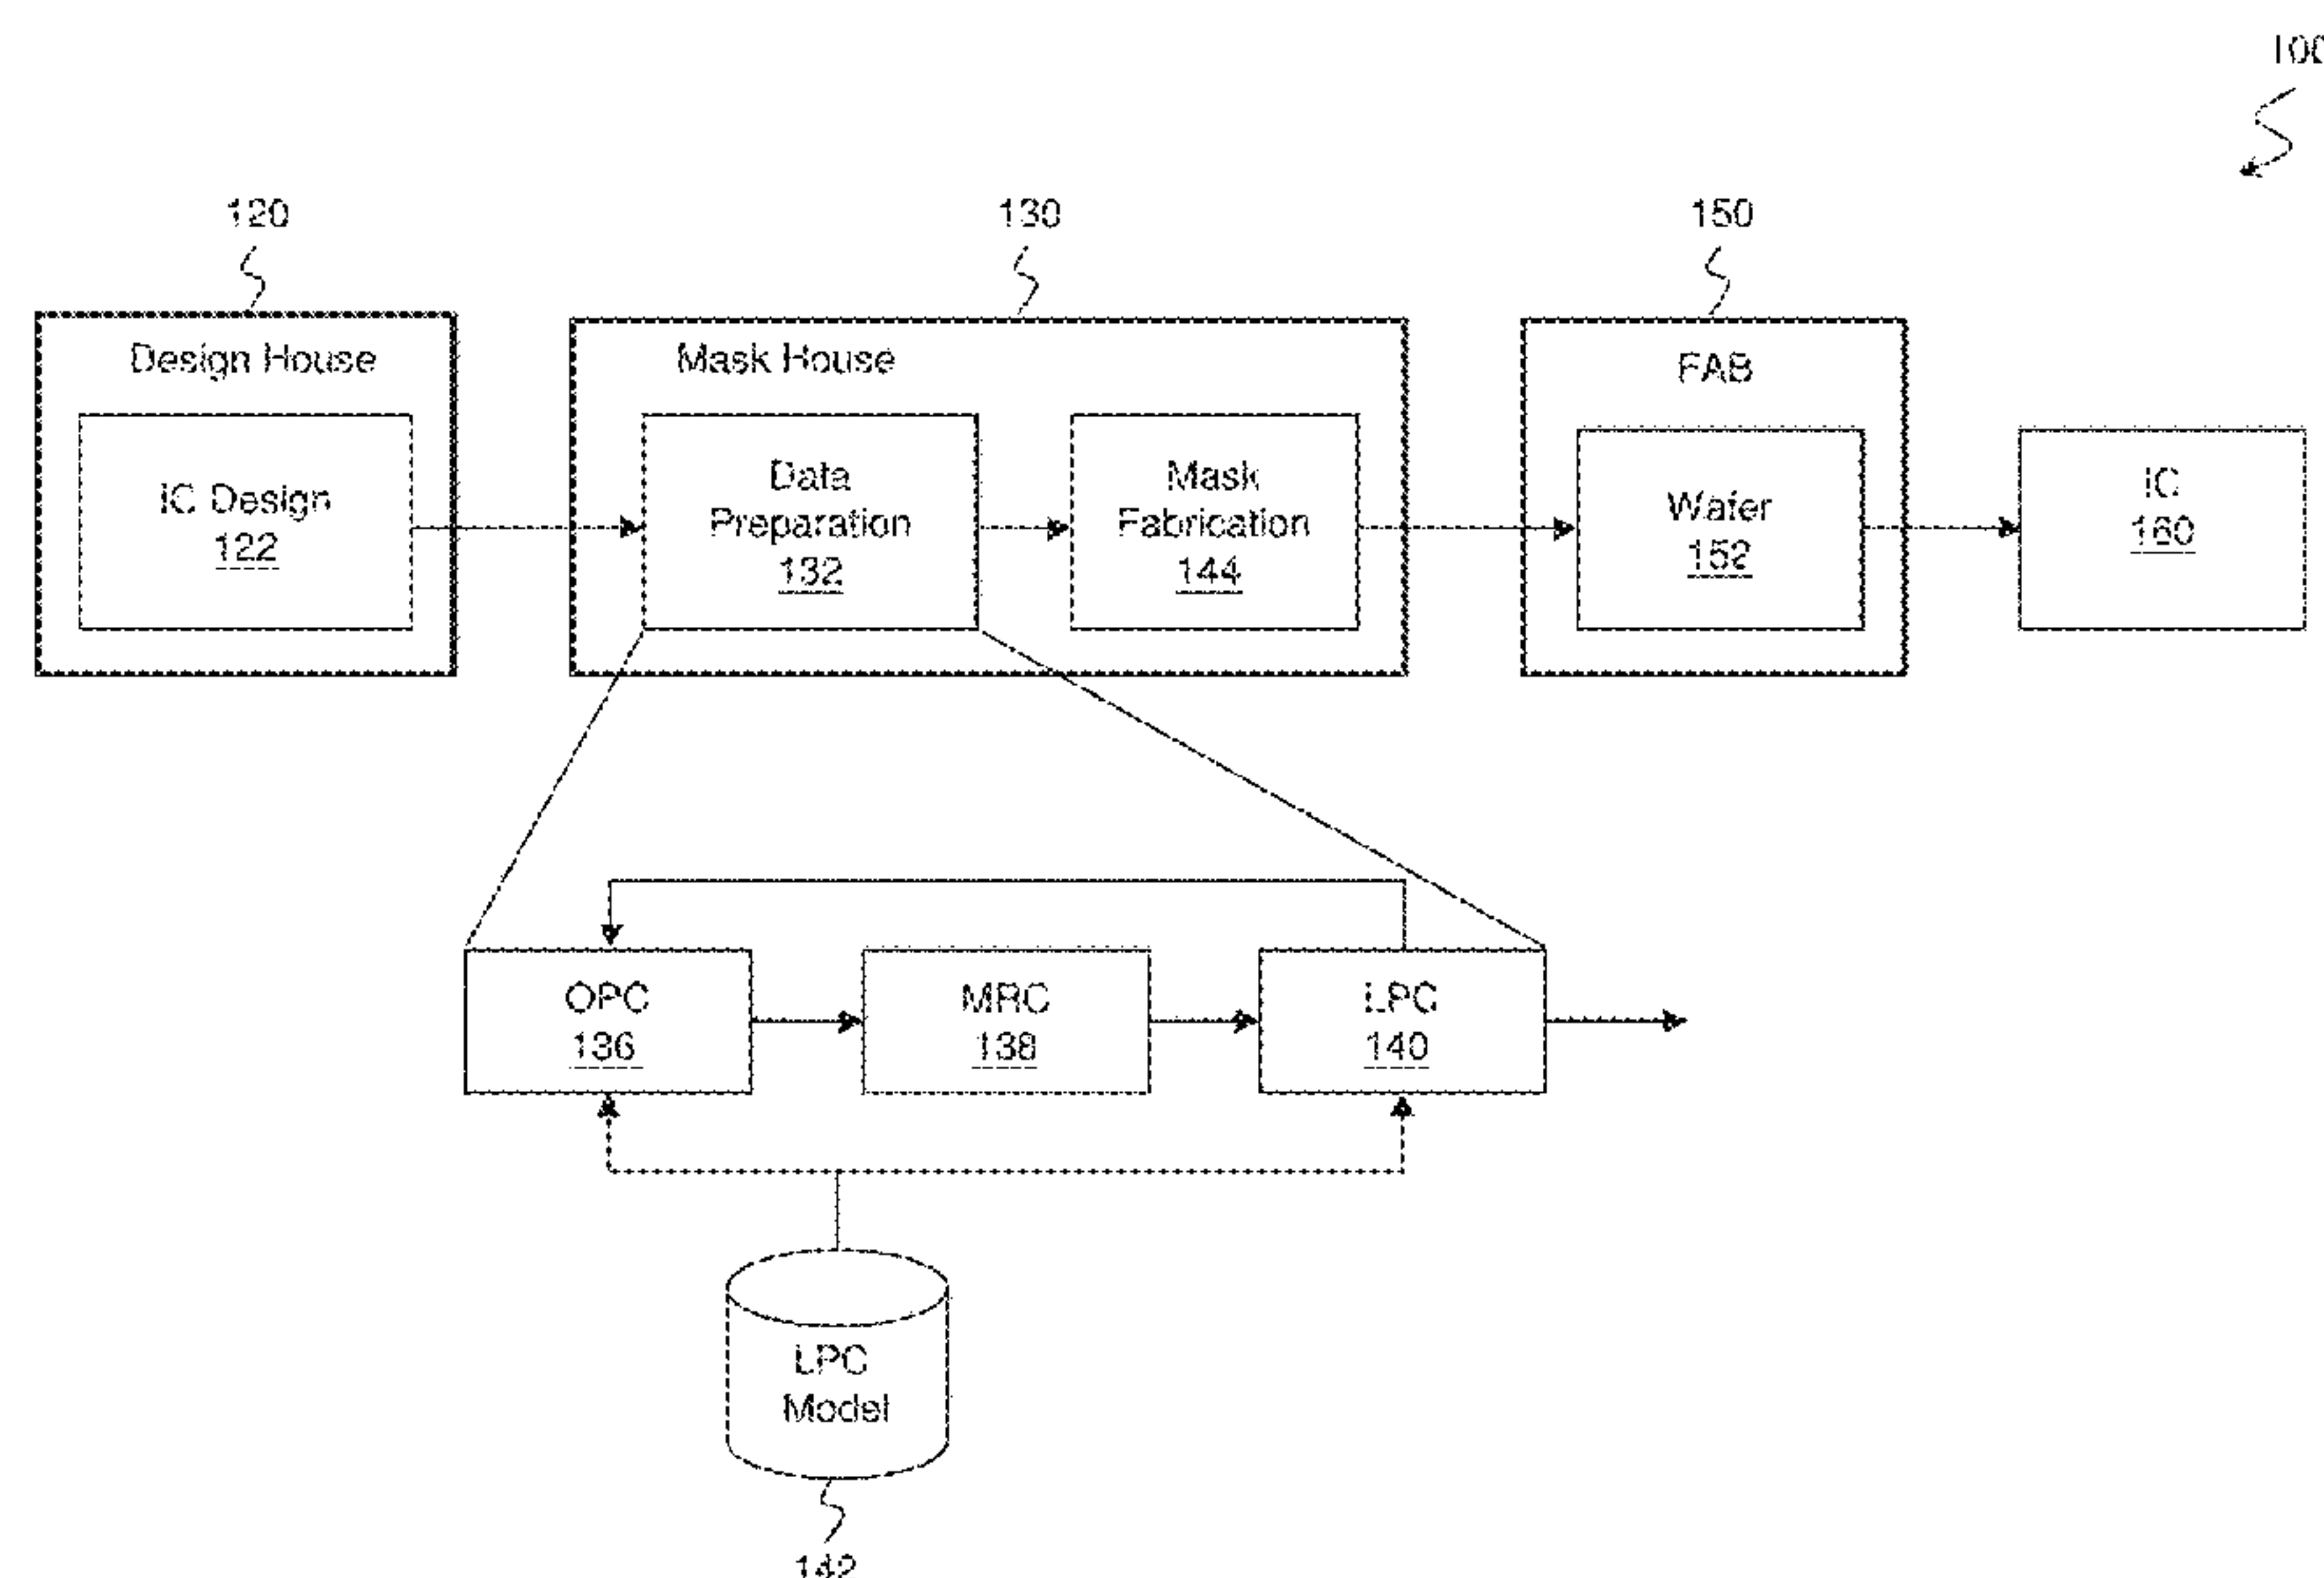 100
120
130
150
Design House
Mask House
FAB
IC Design
122
Data
Preparation
132
Mask
Fabrication
144
Wafer
152
IC
160
OPC
136
MRC
138
LPC
140
LPC
Model
142